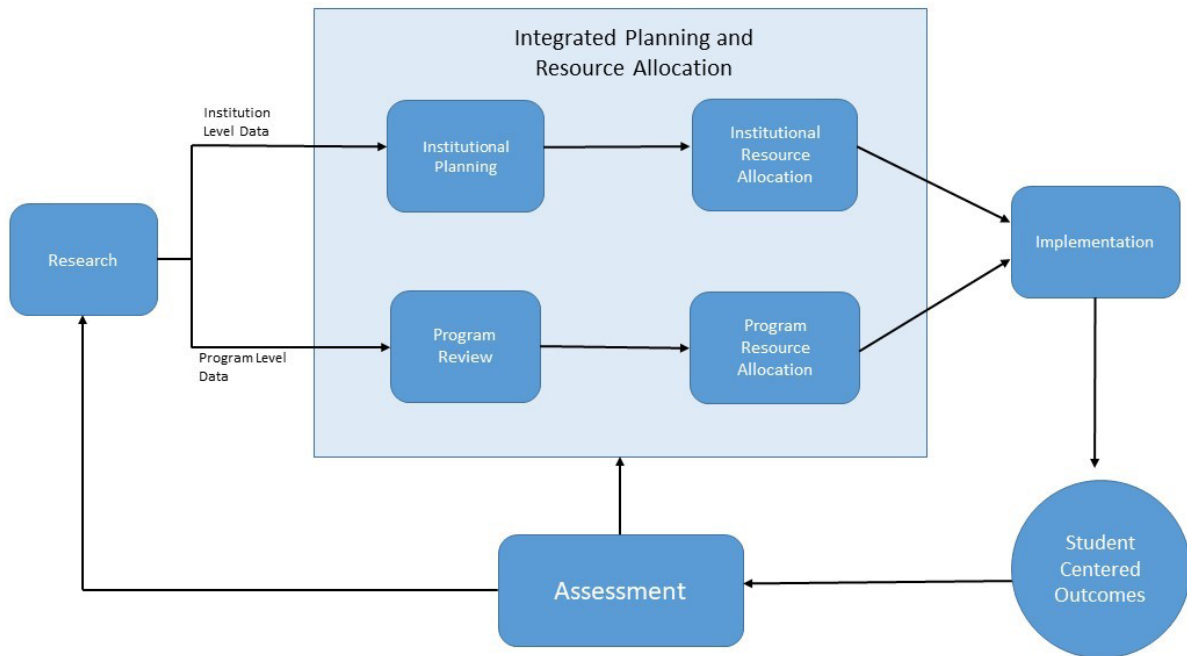 Integrated Planning and
Resource Allocation
Institution
Level Data
Institutional
Planning
Institutional
Resource
Allocation
Research
Implementation
Program Level
Data
Program
Review
Program
Resource
Allocation
Assessment
Student
Centered
Outcomes